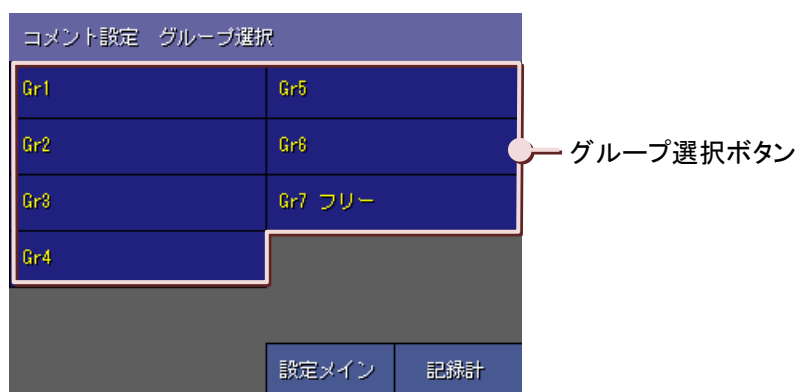 コメント設定 グループ選択
Gr1
Gr5
Gr2
Gr6
グループ選択ボタン
Gr3
Gr7 フリー
Gr4
設定メイン
記録計